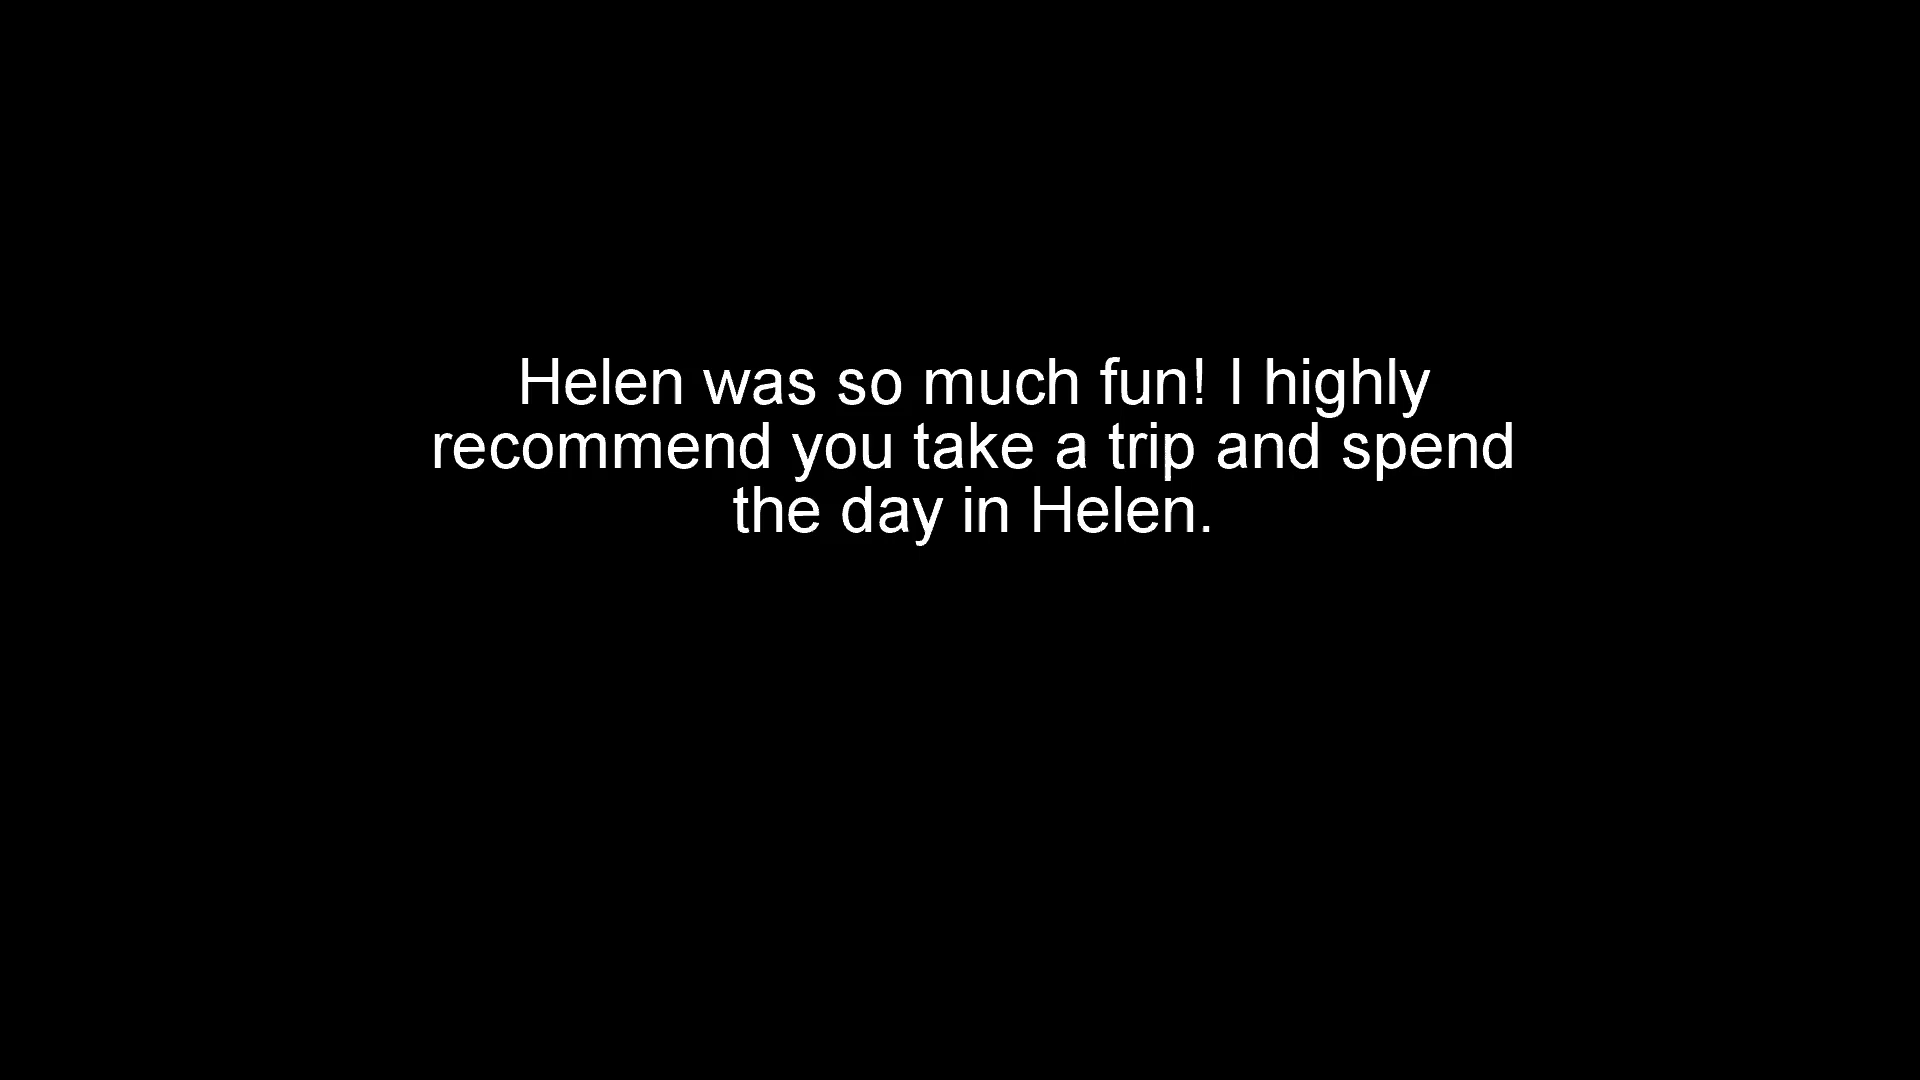 Helen was so much fun! I highly
recommend you take a trip and spend
the day in Helen.